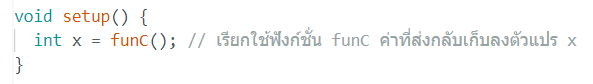 void setup() {
  int x = funC(); // เรียกใช้ฟังก์ชั่น funC ค่าที่ส่งกลับเก็บลงตัวแปร x
}